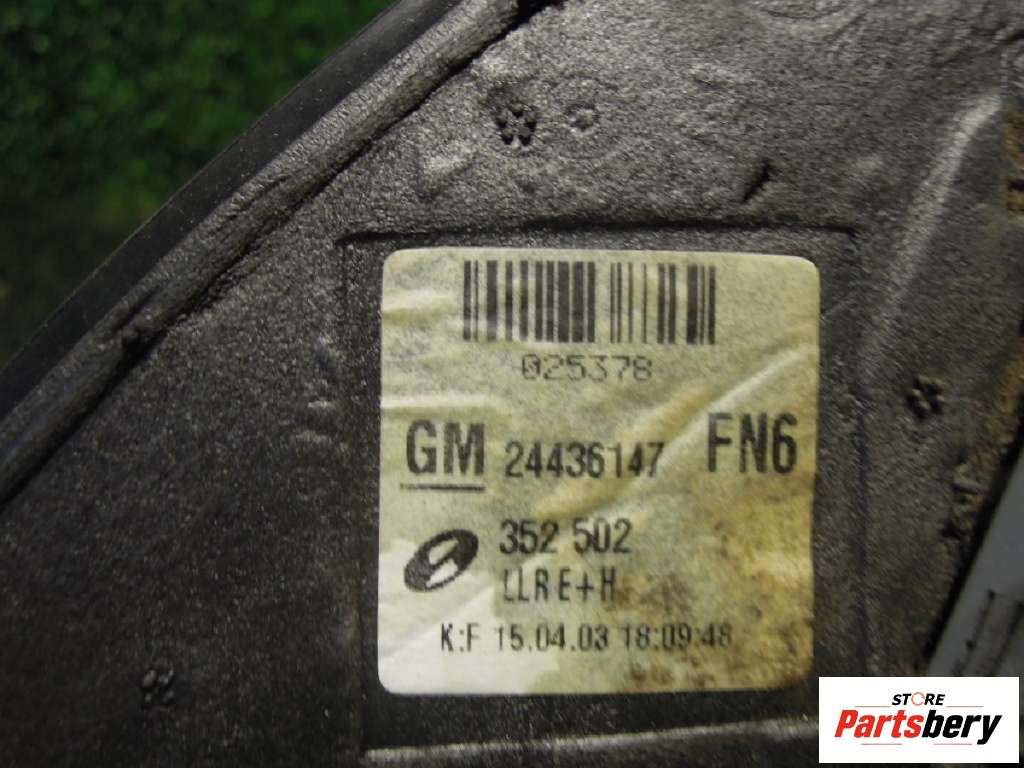 025378
GM 24436147 FN6
352 502
LLR E+H
K:F 15.04.03 18:09:48
STORE
Partsbery